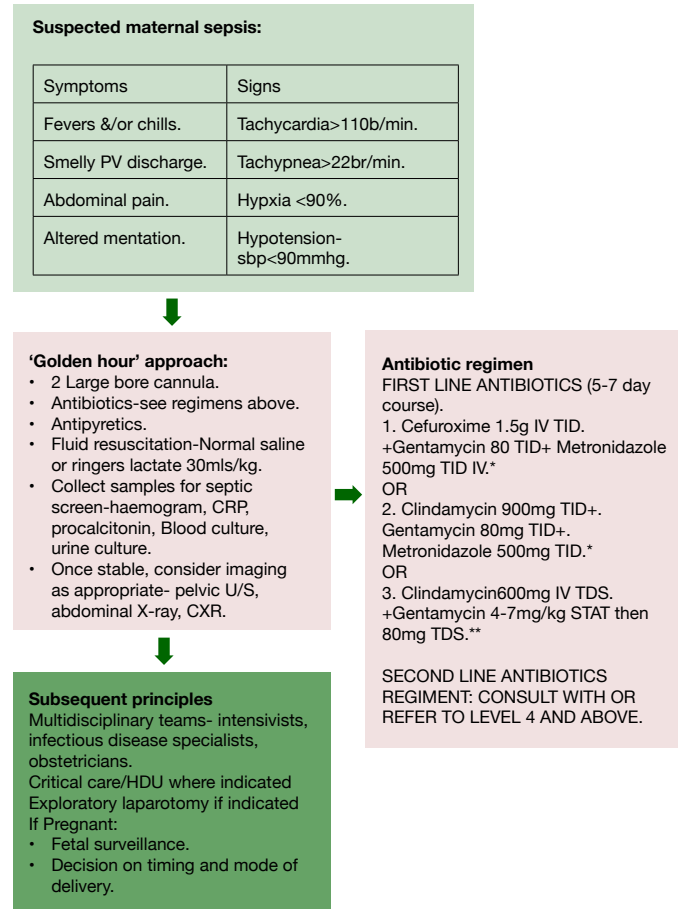 Suspected maternal sepsis:
Symptoms Signs
Fevers &/or chills. Tachycardia>110b/min.
Smelly PV discharge. Tachypnea>22br/min.
Abdominal pain. Hypxia <90%.
Altered mentation. Hypotension-
sbp<90mmhg.
‘Golden hour’ approach:
• 2 Large bore cannula.
• Antibiotics-see regimens above.
• Antipyretics.
• Fluid resuscitation-Normal saline
or ringers lactate 30mls/kg.
• Collect samples for septic
screen-haemogram, CRP,
procalcitonin, Blood culture,
urine culture.
• Once stable, consider imaging
as appropriate- pelvic U/S,
abdominal X-ray, CXR.
Antibiotic regimen
FIRST LINE ANTIBIOTICS (5-7 day
course).
1. Cefuroxime 1.5g IV TID.
+Gentamycin 80 TID+ Metronidazole
500mg TID IV.*
OR
2. Clindamycin 900mg TID+.
Gentamycin 80mg TID+.
Metronidazole 500mg TID.*
OR
3. Clindamycin600mg IV TDS.
+Gentamycin 4-7mg/kg STAT then
80mg TDS.**
SECOND LINE ANTIBIOTICS
REGIMENT: CONSULT WITH OR
REFER TO LEVEL 4 AND ABOVE.
Subsequent principles
Multidisciplinary teams- intensivists,
infectious disease specialists,
obstetricians.
Critical care/HDU where indicated
Exploratory laparotomy if indicated
If Pregnant:
• Fetal surveillance.
• Decision on timing and mode of
delivery.